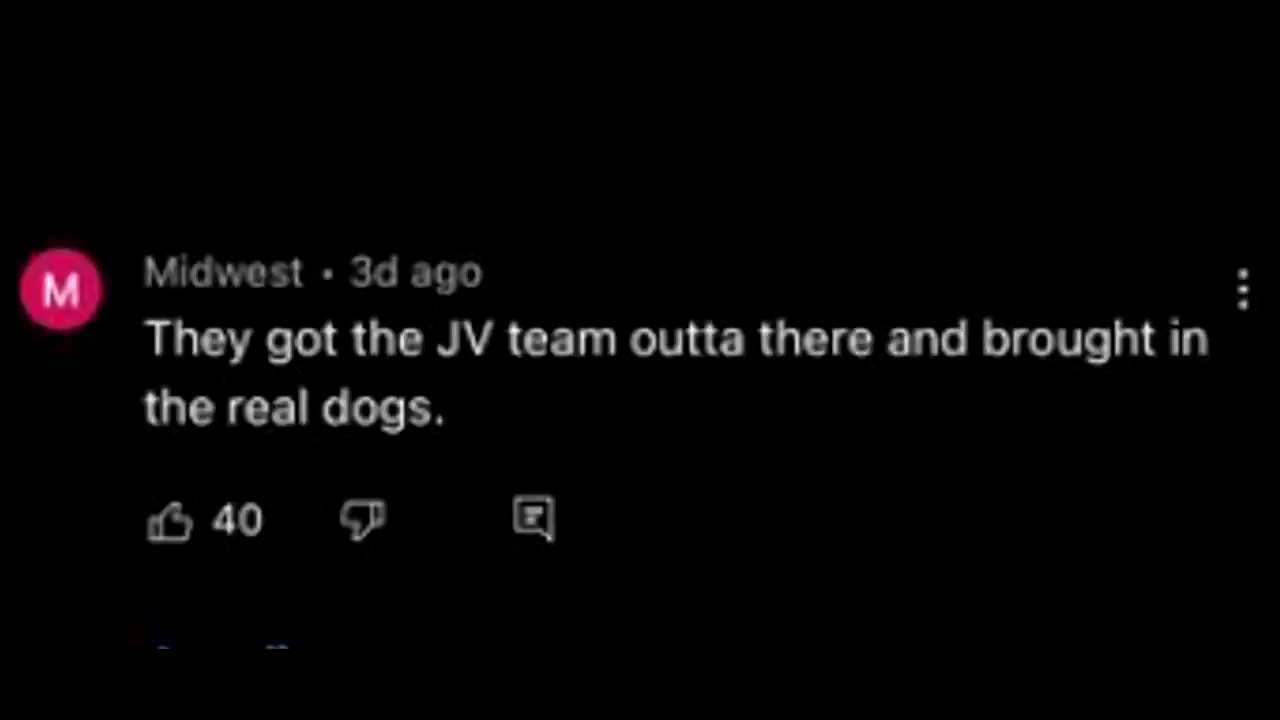 M
Midwest • 3d ago
They got the JV team outta there and brought in
the real dogs.
40